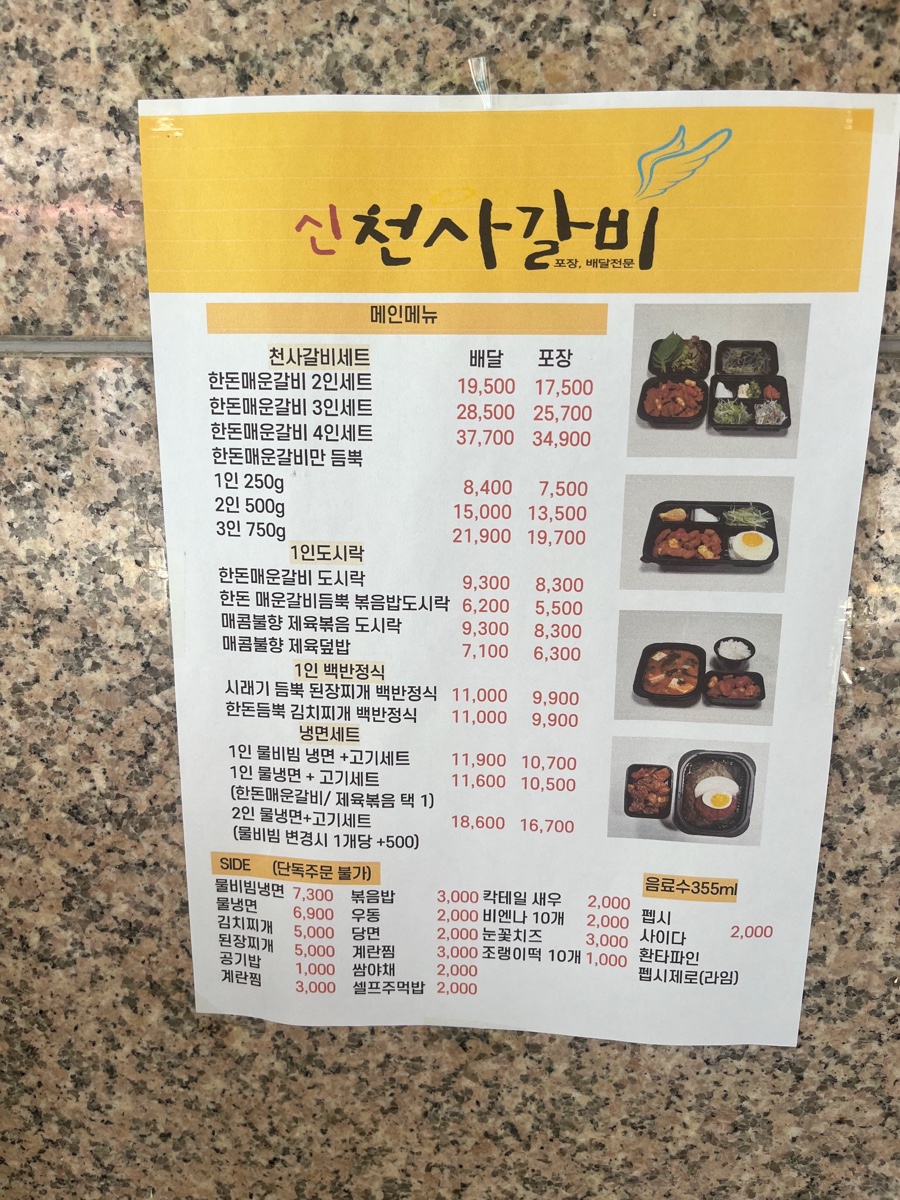 신천사갈비
포장, 배달전문
메인메뉴
천사갈비세트 배달 포장
한돈매운갈비 2인세트 19,500 17,500
한돈매운갈비 3인세트 28,500 25,700
한돈매운갈비 4인세트 37,700 34,900
한돈매운갈비만 듬뿍
1인 250g 8,400 7,500
2인 500g 15,000 13,500
3인 750g 21,900 19,700
1인도시락
한돈매운갈비 도시락 9,300 8,300
한돈 매운갈비듬뿍 볶음밥도시락 6,200 5,500
매콤불향 제육볶음 도시락 9,300 8,300
매콤불향 제육덮밥 7,100 6,300
1인 백반정식
시래기 듬뿍 된장찌개 백반정식 11,000 9,900
한돈듬뿍 김치찌개 백반정식 11,000 9,900
냉면세트
1인 물비빔 냉면 +고기세트 11,900 10,700
1인 물냉면 + 고기세트 11,600 10,500
(한돈매운갈비/ 제육볶음 택 1)
2인 물냉면+고기세트 18,600 16,700
(물비빔 변경시 1개당 +500)
SIDE (단독주문 불가)
물비빔냉면 7,300
물냉면 6,900
김치찌개 5,000
된장찌개 5,000
공기밥 1,000
계란찜 3,000
볶음밥 3,000
우동 2,000
당면 2,000
계란찜 3,000
쌈야채 2,000
셀프주먹밥 2,000
칵테일 새우 2,000
비엔나 10개 2,000
눈꽃치즈 3,000
조랭이떡 10개 1,000
음료수355ml
펩시
사이다 2,000
환타파인
펩시제로(라임)